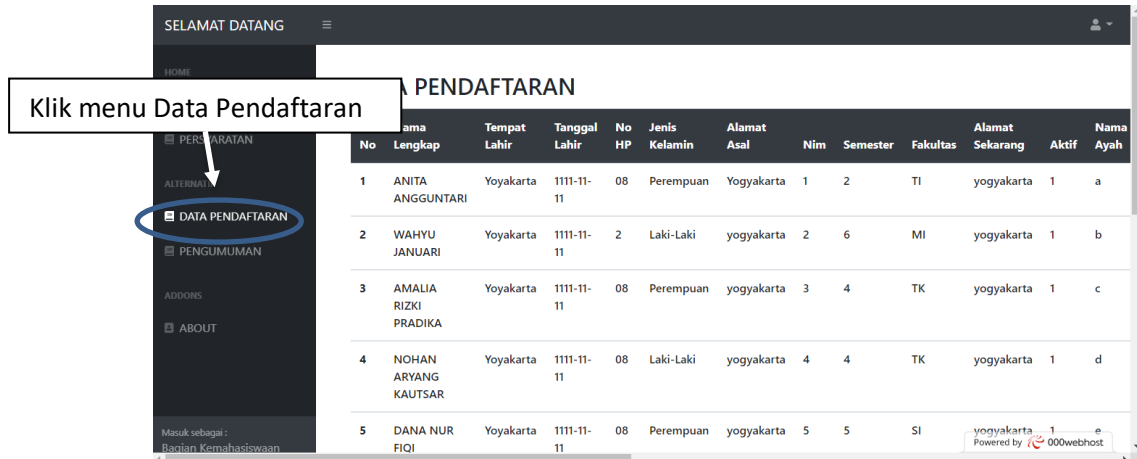 SELAMAT DATANG
HOME
Klik menu Data Pendaftaran
A PENDAFTARAN
PERSYARATAN
ALTERNATI
DATA PENDAFTARAN
PENGUMUMAN
ADDONS
ABOUT
Masuk sebagai :
Bagian Kemahasiswaan
No ama Lengkap Tempat Lahir Tanggal Lahir No HP Jenis Kelamin Alamat Asal Nim Semester Fakultas Alamat Sekarang Aktif Nama Ayah
1 ANITA ANGGUNTARI Yoyakarta 1111-11-11 08 Perempuan Yogyakarta 1 2 TI yogyakarta 1 a
2 WAHYU JANUARI Yoyakarta 1111-11-11 2 Laki-Laki yogyakarta 2 6 MI yogyakarta 1 b
3 AMALIA RIZKI PRADIKA Yoyakarta 1111-11-11 08 Perempuan yogyakarta 3 4 TK yogyakarta 1 c
4 NOHAN ARYANG KAUTSAR Yoyakarta 1111-11-11 08 Laki-Laki yogyakarta 4 4 TK yogyakarta 1 d
5 DANA NUR FIQI Yoyakarta 1111-11-11 08 Perempuan yogyakarta 5 5 SI yogyakarta 1 e
Powered by 000webhost